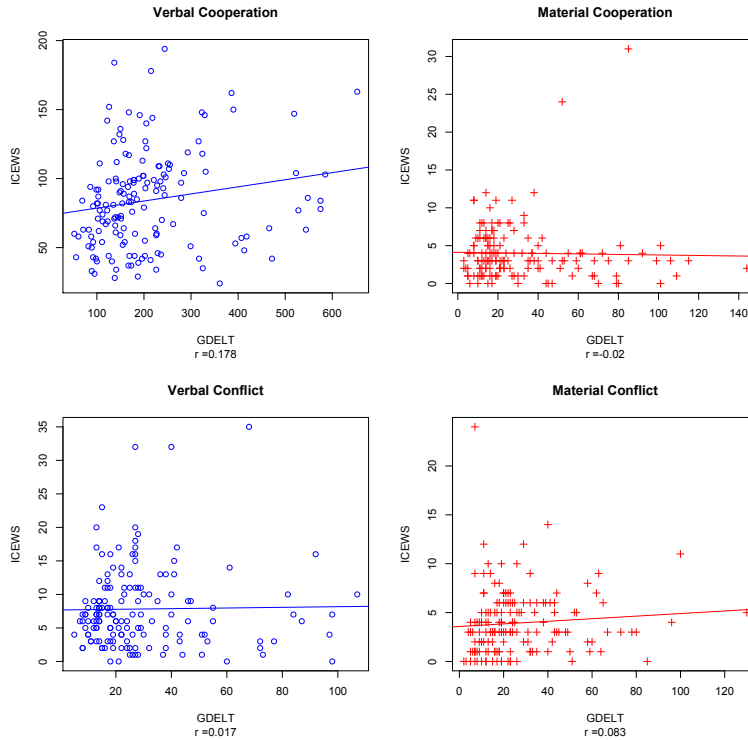 Verbal Cooperation
ICEWS
50 100 150 200
100 200 300 400 500 600
GDELT
r =0.178
Material Cooperation
ICEWS
0 5 10 15 20 25 30
0 20 40 60 80 100 120 140
GDELT
r =-0.02
Verbal Conflict
ICEWS
0 5 10 15 20 25 30 35
20 40 60 80 100
GDELT
r =0.017
Material Conflict
ICEWS
0 5 10 15 20
0 20 40 60 80 100 120
GDELT
r =0.083